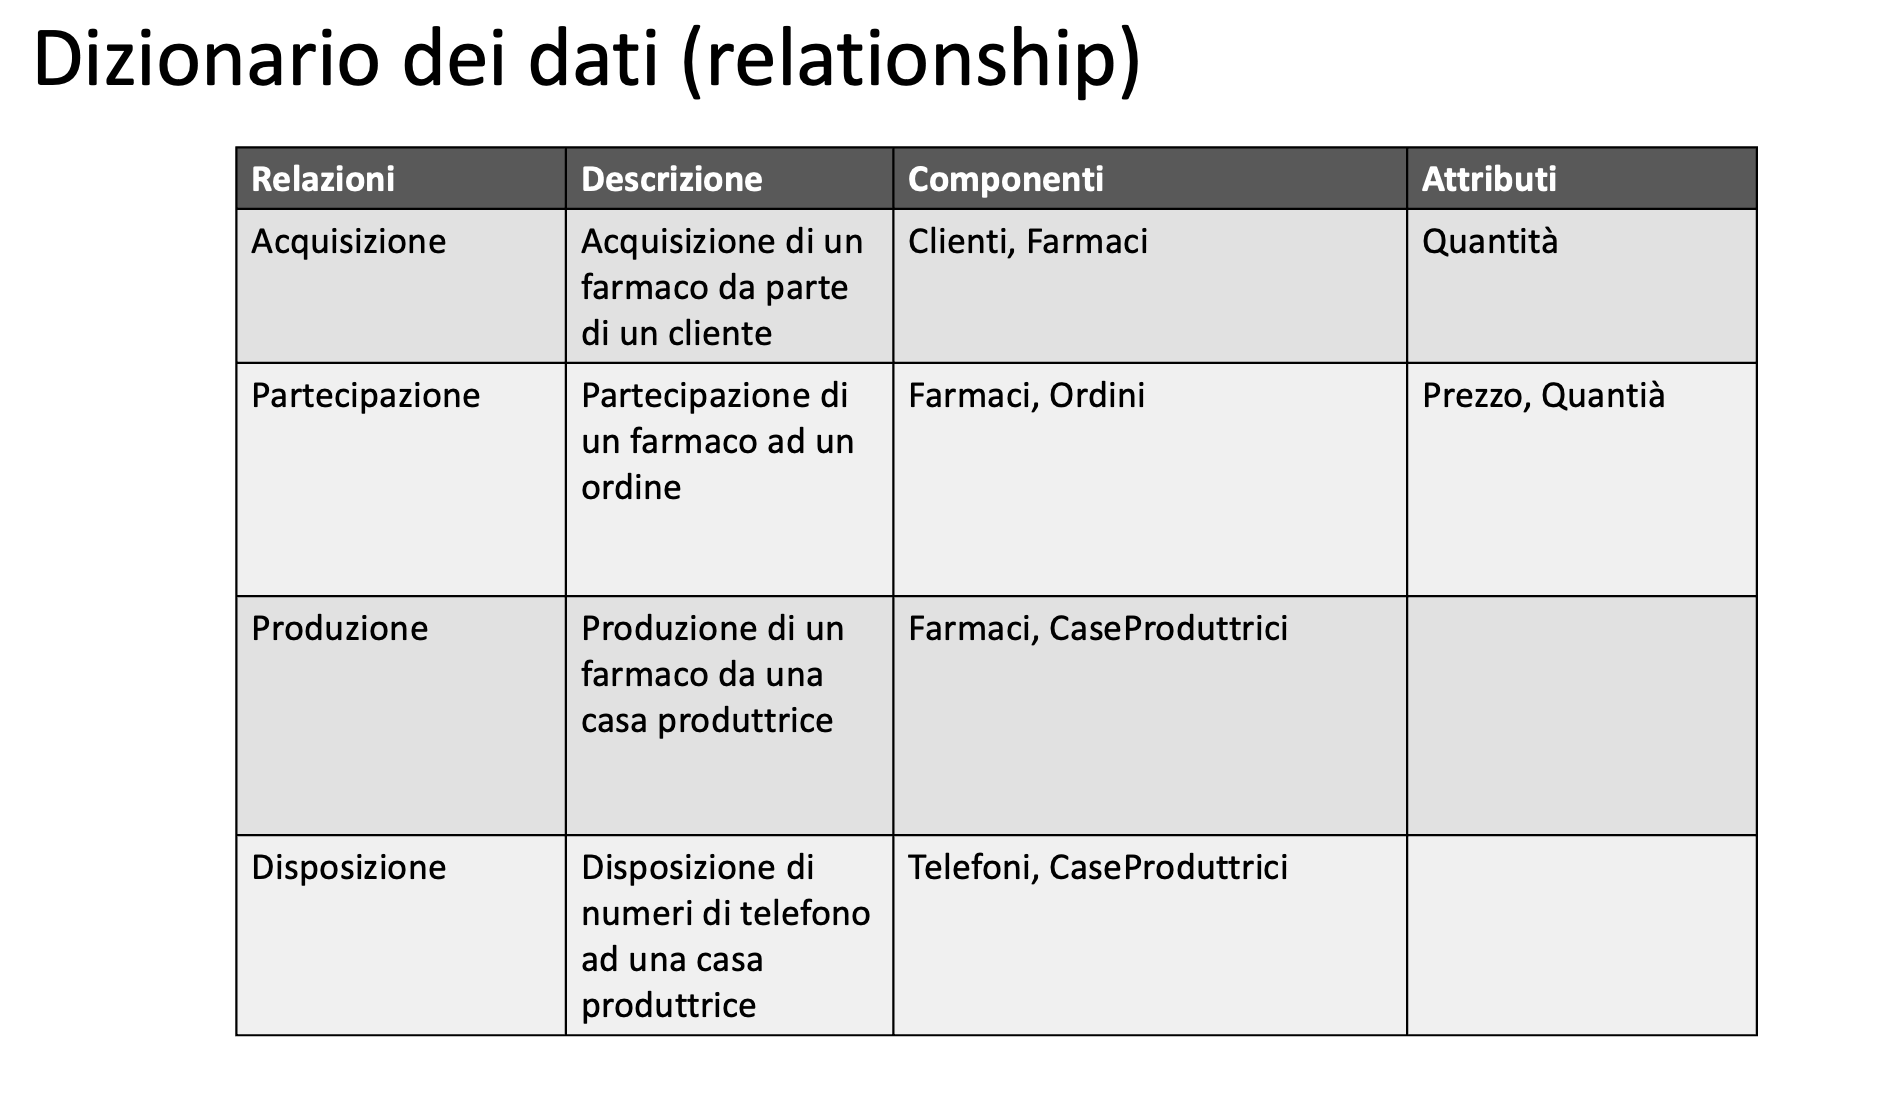 Dizionario dei dati (relationship)
Relazioni
Descrizione
Componenti
Attributi
Acquisizione
Acquisizione di un
farmaco da parte
di un cliente
Clienti, Farmaci
Quantità
Partecipazione
Partecipazione di
un farmaco ad un
ordine
Farmaci, Ordini
Prezzo, Quantià
Produzione
Produzione di un
farmaco da una
casa produttrice
Farmaci, CaseProduttrici
Disposizione
Disposizione di
numeri di telefono
ad una casa
produttrice
Telefoni, CaseProduttrici